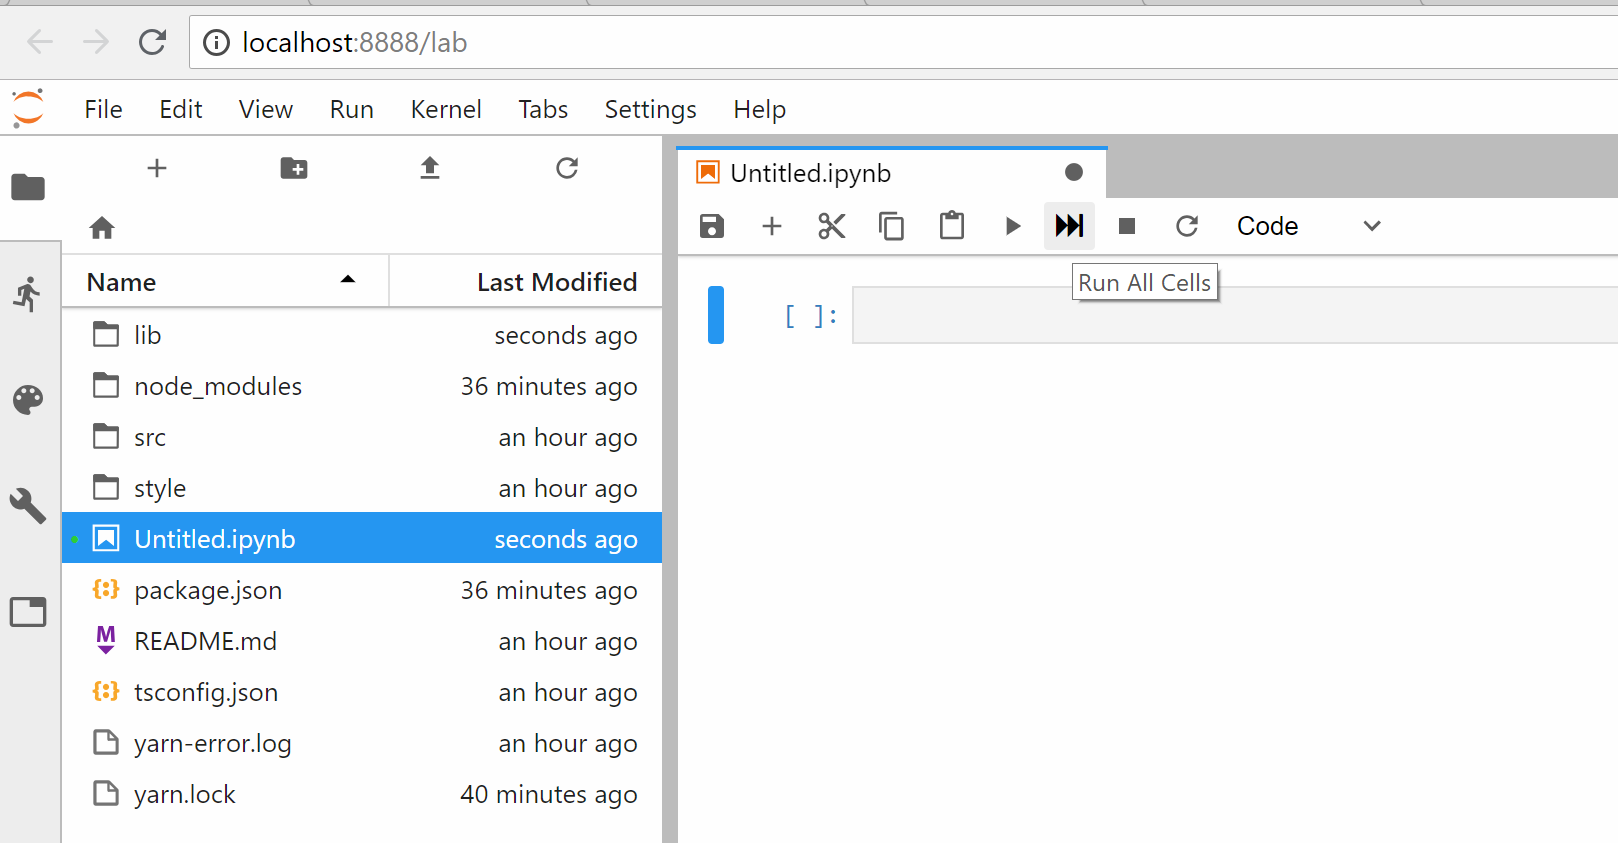 localhost:8888/lab
File Edit View Run Kernel Tabs Settings Help
Untitled.ipynb
Code
Run All Cells
[ ]:
Name Last Modified
lib seconds ago
node_modules 36 minutes ago
src an hour ago
style an hour ago
Untitled.ipynb seconds ago
package.json 36 minutes ago
README.md an hour ago
tsconfig.json an hour ago
yarn-error.log an hour ago
yarn.lock 40 minutes ago